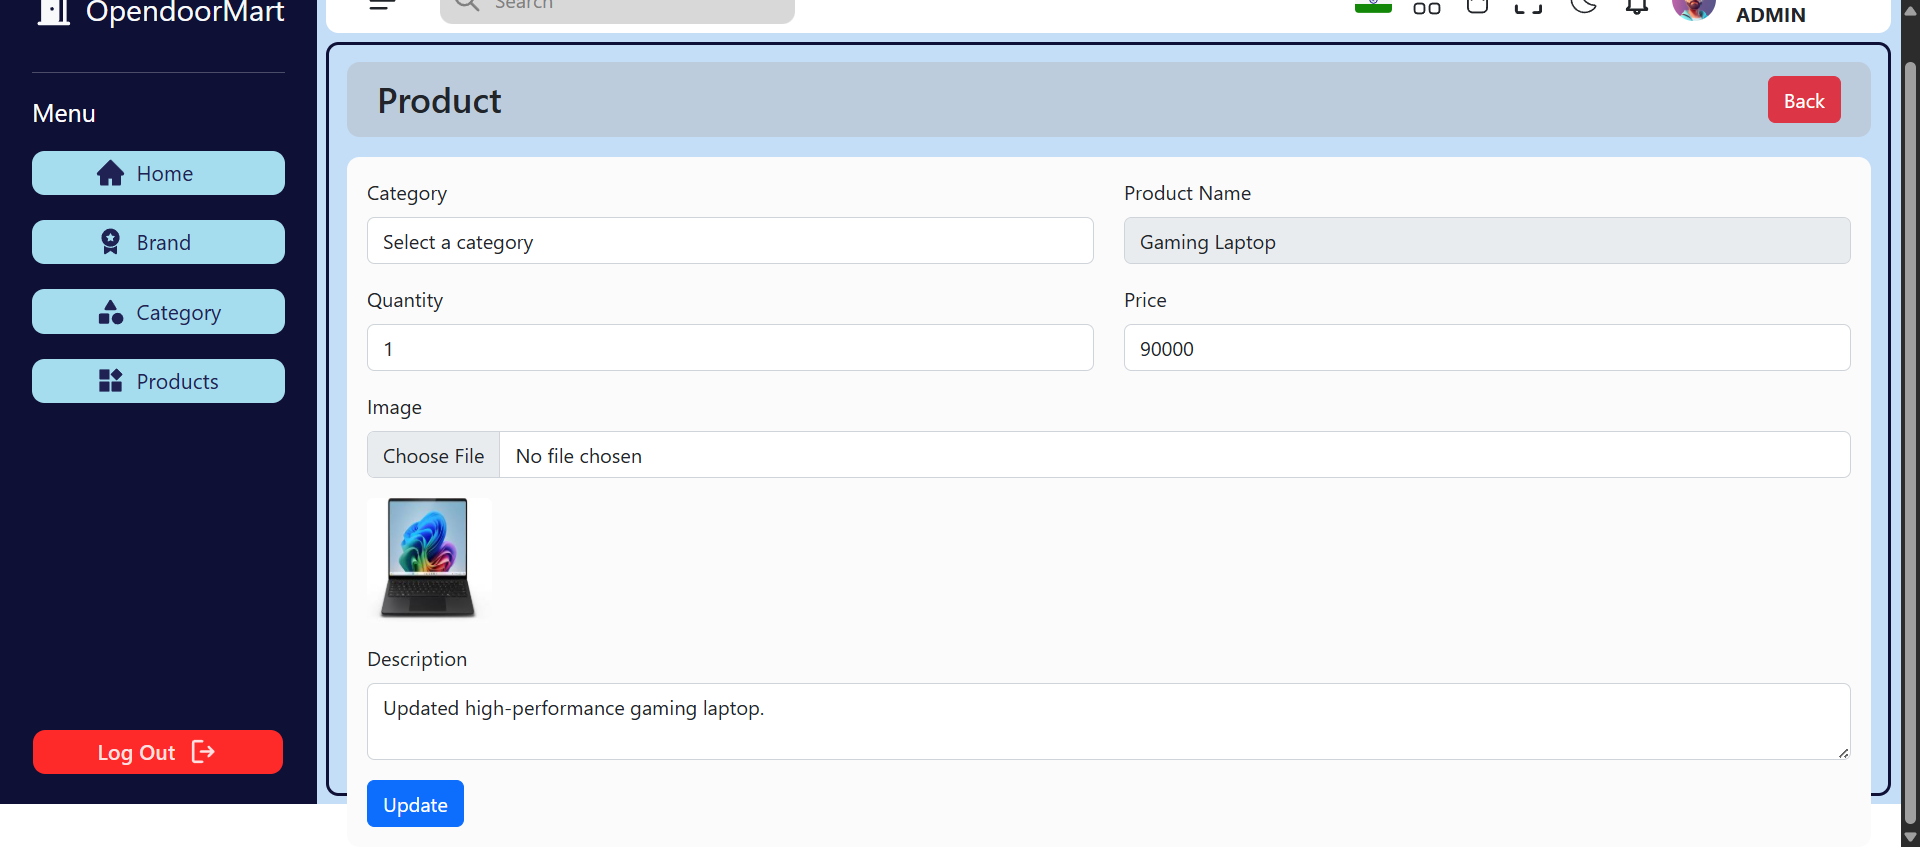 OpendoorMart
Search
ADMIN
Menu
Home
Brand
Category
Products
Log Out
Product
Back
Category
Product Name
Select a category
Gaming Laptop
Quantity
Price
1
90000
Image
Choose File
No file chosen
Description
Updated high-performance gaming laptop.
Update